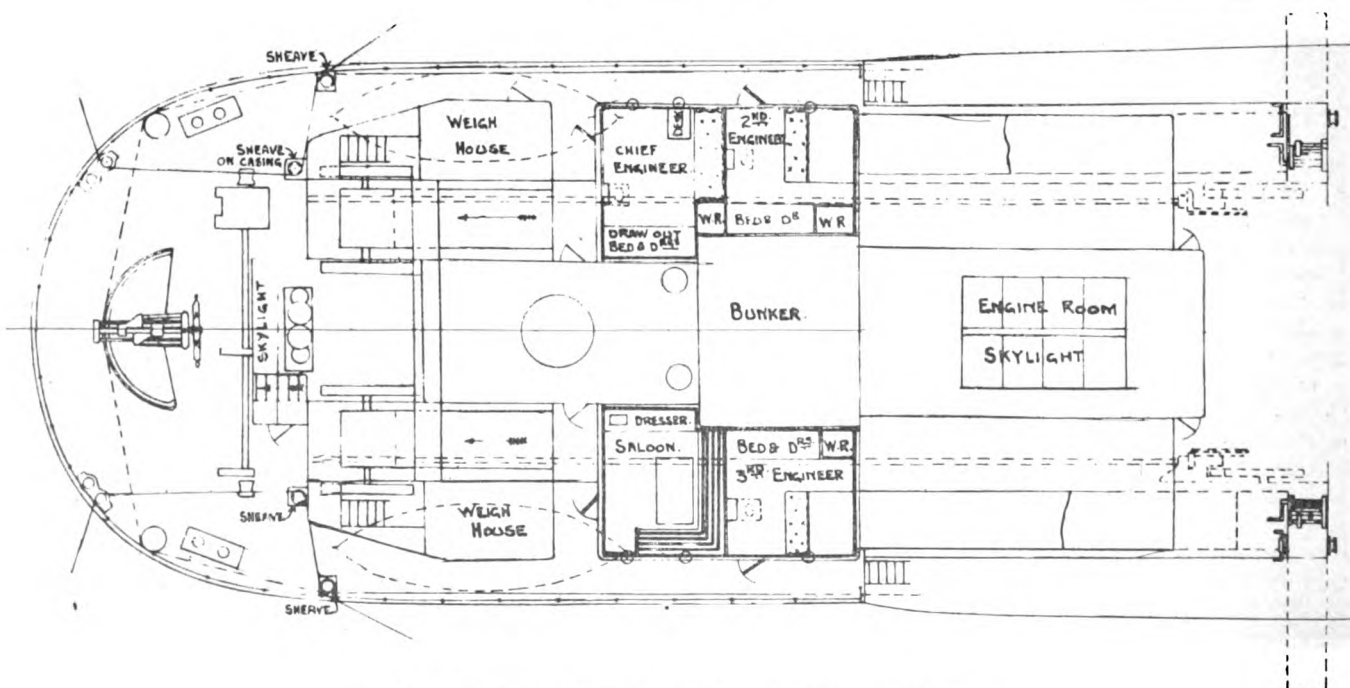 SHEAVE
WEIGH
HOUSE
SHEAVE
ON CASING
CHIEF
ENGINEER
DESK
2ND
ENGINEER
W.R.
BED & DR
W.R
DRAW OUT
BED & DRS
SKYLIGHT
BUNKER.
ENGINE ROOM
SKYLIGHT
DRESSER.
SALOON.
BED & DRS
W.R.
3RD ENGINEER
SHEAVE
WEIGH
HOUSE
SHEAVE